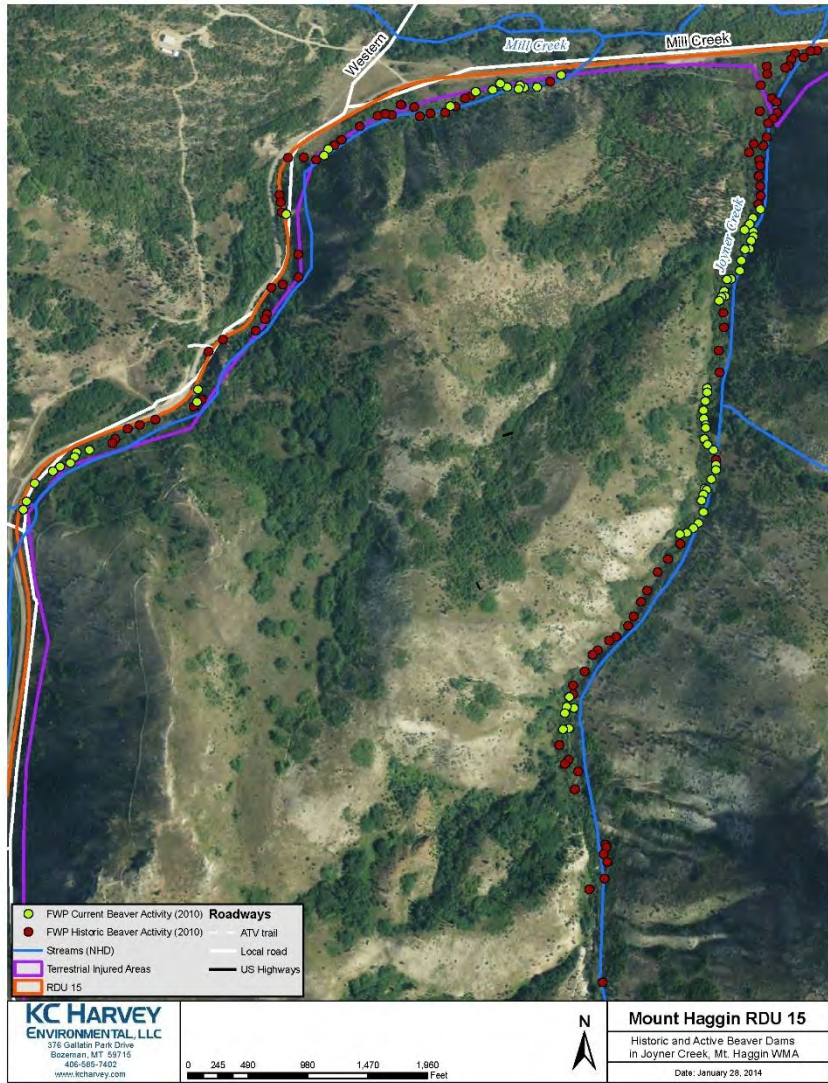 Western
Mill Creek
Mill Creek
Joyner Creek
FWP Current Beaver Activity (2010)
FWP Historic Beaver Activity (2010)
Streams (NHD)
Terrestrial Injured Areas
RDU 15
Roadways
ATV trail
Local road
US Highways
KC HARVEY
ENVIRONMENTAL, LLC
376 Gallatin Park Drive
Bozeman, MT 59715
406-585-7402
www.kcharvey.com
0 245 490 980 1,470 1,960
Feet
N
Mount Haggin RDU 15
Historic and Active Beaver Dams
in Joyner Creek, Mt. Haggin WMA
Date: January 28, 2014